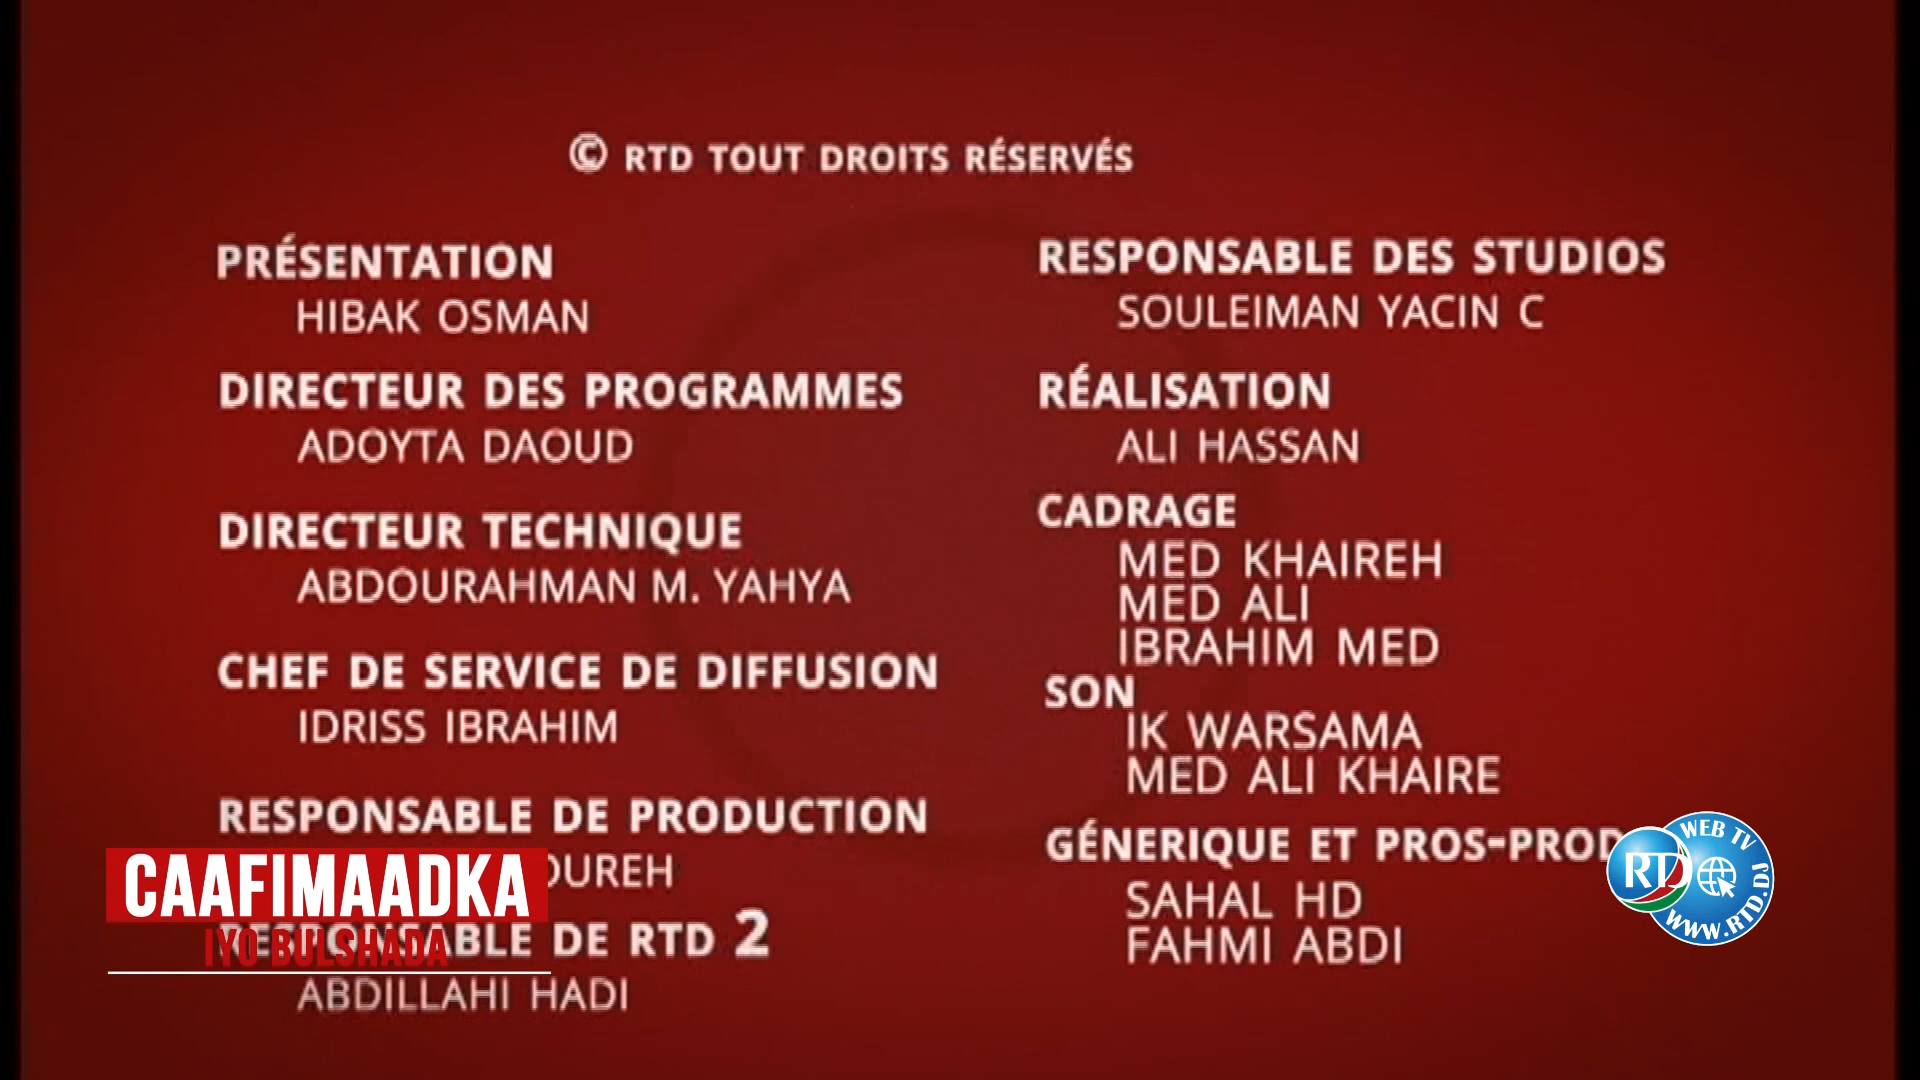 © RTD TOUT DROITS RÉSERVÉS
PRÉSENTATION
HIBAK OSMAN
DIRECTEUR DES PROGRAMMES
ADOYTA DAOUD
DIRECTEUR TECHNIQUE
ABDOURAHMAN M. YAHYA
CHEF DE SERVICE DE DIFFUSION
IDRISS IBRAHIM
RESPONSABLE DE PRODUCTION
CAAFIMAADKA
IYO BULSHADA
DE RTD 2
ABDILLAHI HADI
RESPONSABLE DES STUDIOS
SOULEIMAN YACIN C
RÉALISATION
ALI HASSAN
CADRAGE
MED KHAIREH
MED ALI
IBRAHIM MED
SON
IK WARSAMA
MED ALI KHAIRE
GÉNERIQUE ET PROS-PROD
SAHAL HD
FAHMI ABDI
WEB TV
RTD
WWW.RTD.DJ